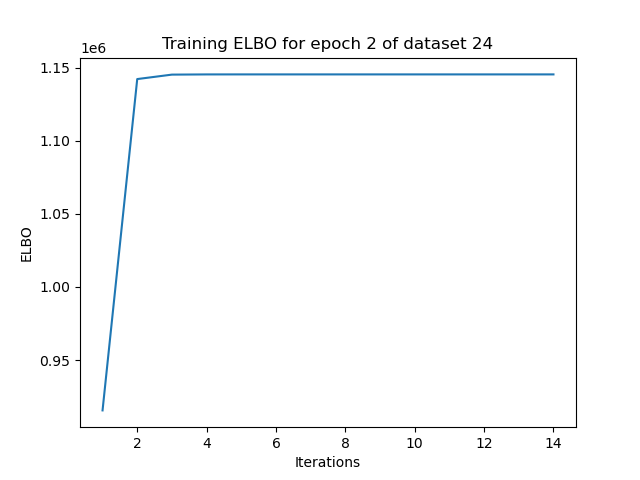 Training ELBO for epoch 2 of dataset 24
1e6
1.15
1.10
1.05
1.00
0.95
ELBO
2 4 6 8 10 12 14
Iterations